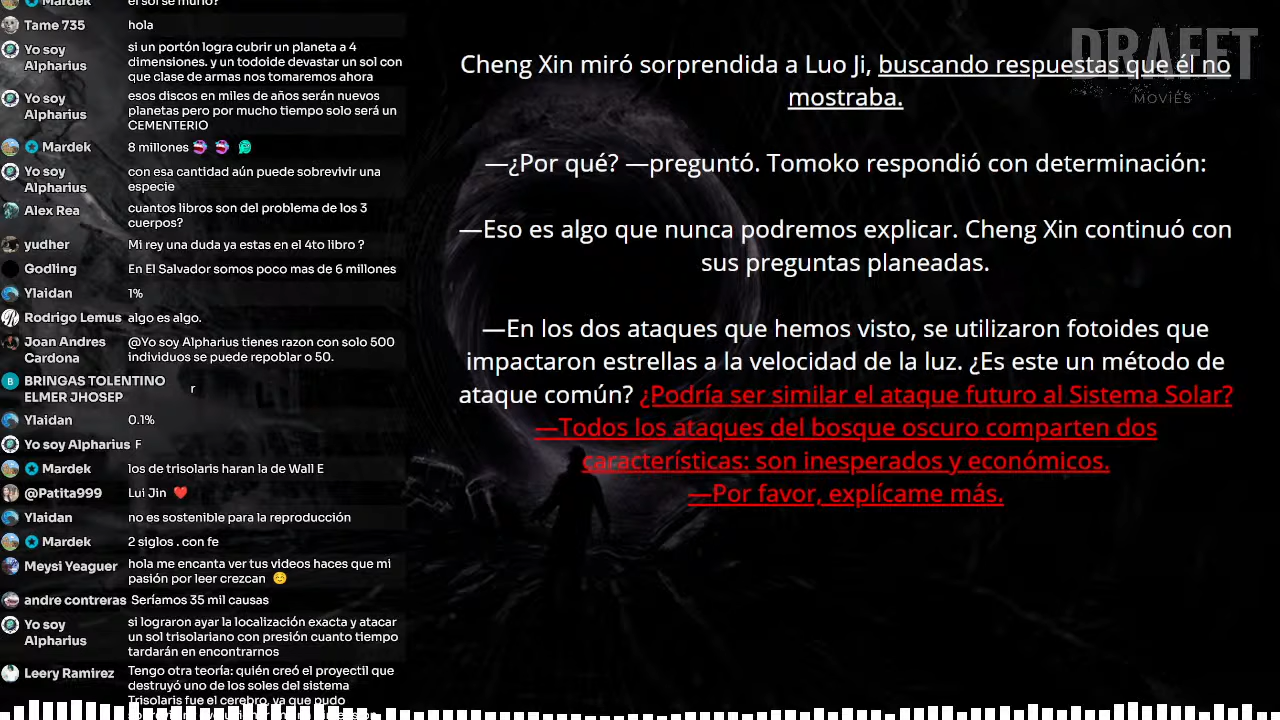 Mardek el sol se murió?
Tame 735 hola
Yo soy Alpharius si un portón logra cubrir un planeta a 4
dimensiones. y un todoide devastar un sol con
que clase de armas nos tomaremos ahora
Yo soy Alpharius esos discos en miles de años serán nuevos
planetas pero por mucho tiempo solo será un
CEMENTERIO
Mardek 8 millones
Yo soy Alpharius con esa cantidad aún puede sobrevivir una
especie
Alex Rea cuantos libros son del problema de los 3
cuerpos?
yudher Mi rey una duda ya estas en el 4to libro ?
Godling En El Salvador somos poco mas de 6 millones
Ylaidan 1%
Rodrigo Lemus algo es algo.
Joan Andres Cardona @Yo soy Alpharius tienes razon con solo 500
individuos se puede repoblar o 50.
BRINGAS TOLENTINO
ELMER JHOSEP r
Ylaidan 0.1%
Yo soy Alpharius F
Mardek los de trisolaris haran la de Wall E
@Patita999 Lui Jin ❤️
Ylaidan no es sostenible para la reproducción
Mardek 2 siglos . con fe
Meysi Yeaguer hola me encanta ver tus videos haces que mi
pasión por leer crezcan ☺️
andre contreras Seríamos 35 mil causas
Yo soy Alpharius si lograron ayar la localización exacta y atacar
un sol trisolariano con presión cuanto tiempo
tardarán en encontrarnos
Leery Ramirez Tengo otra teoría: quién creó el proyectil que
destruyó uno de los soles del sistema
Trisolaris fue el cerebro, ya que pudo
DRAFET
MOVIES
Cheng Xin miró sorprendida a Luo Ji, buscando respuestas que él no
mostraba.
—¿Por qué? —preguntó. Tomoko respondió con determinación:
—Eso es algo que nunca podremos explicar. Cheng Xin continuó con
sus preguntas planeadas.
—En los dos ataques que hemos visto, se utilizaron fotoides que
impactaron estrellas a la velocidad de la luz. ¿Es este un método de
ataque común? ¿Podría ser similar el ataque futuro al Sistema Solar?
—Todos los ataques del bosque oscuro comparten dos
características: son inesperados y económicos.
—Por favor, explícame más.